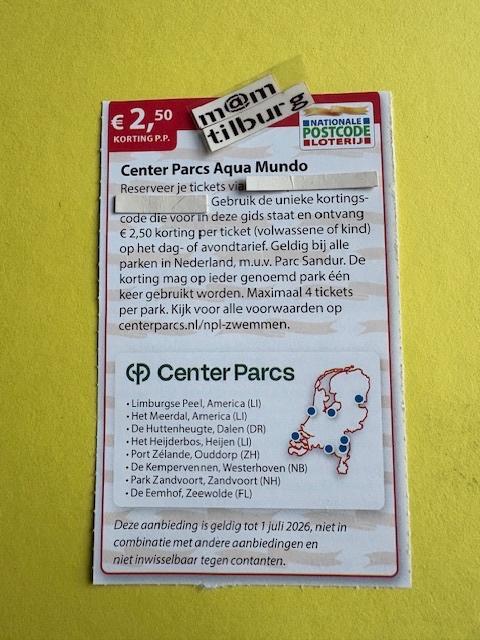 m@m
tilburg
€ 2,50
KORTING P.P.
NATIONALE
POSTCODE
LOTERIJ
Center Parcs Aqua Mundo
Reserveer je tickets via
Gebruik de unieke kortings-
code die voor in deze gids staat en ontvang
€ 2,50 korting per ticket (volwassene of kind)
op het dag- of avondtarief. Geldig bij alle
parken in Nederland, m.u.v. Parc Sandur. De
korting mag op ieder genoemd park één
keer gebruikt worden. Maximaal 4 tickets
per park. Kijk voor alle voorwaarden op
centerparcs.nl/npl-zwemmen.
Center Parcs
• Limburgse Peel, America (LI)
• Het Meerdal, America (LI)
• De Huttenheugte, Dalen (DR)
• Het Heijderbos, Heijen (LI)
• Port Zélande, Ouddorp (ZH)
• De Kempervennen, Westerhoven (NB)
• Park Zandvoort, Zandvoort (NH)
• De Eemhof, Zeewolde (FL)
Deze aanbieding is geldig tot 1 juli 2026, niet in
combinatie met andere aanbiedingen en
niet inwisselbaar tegen contanten.